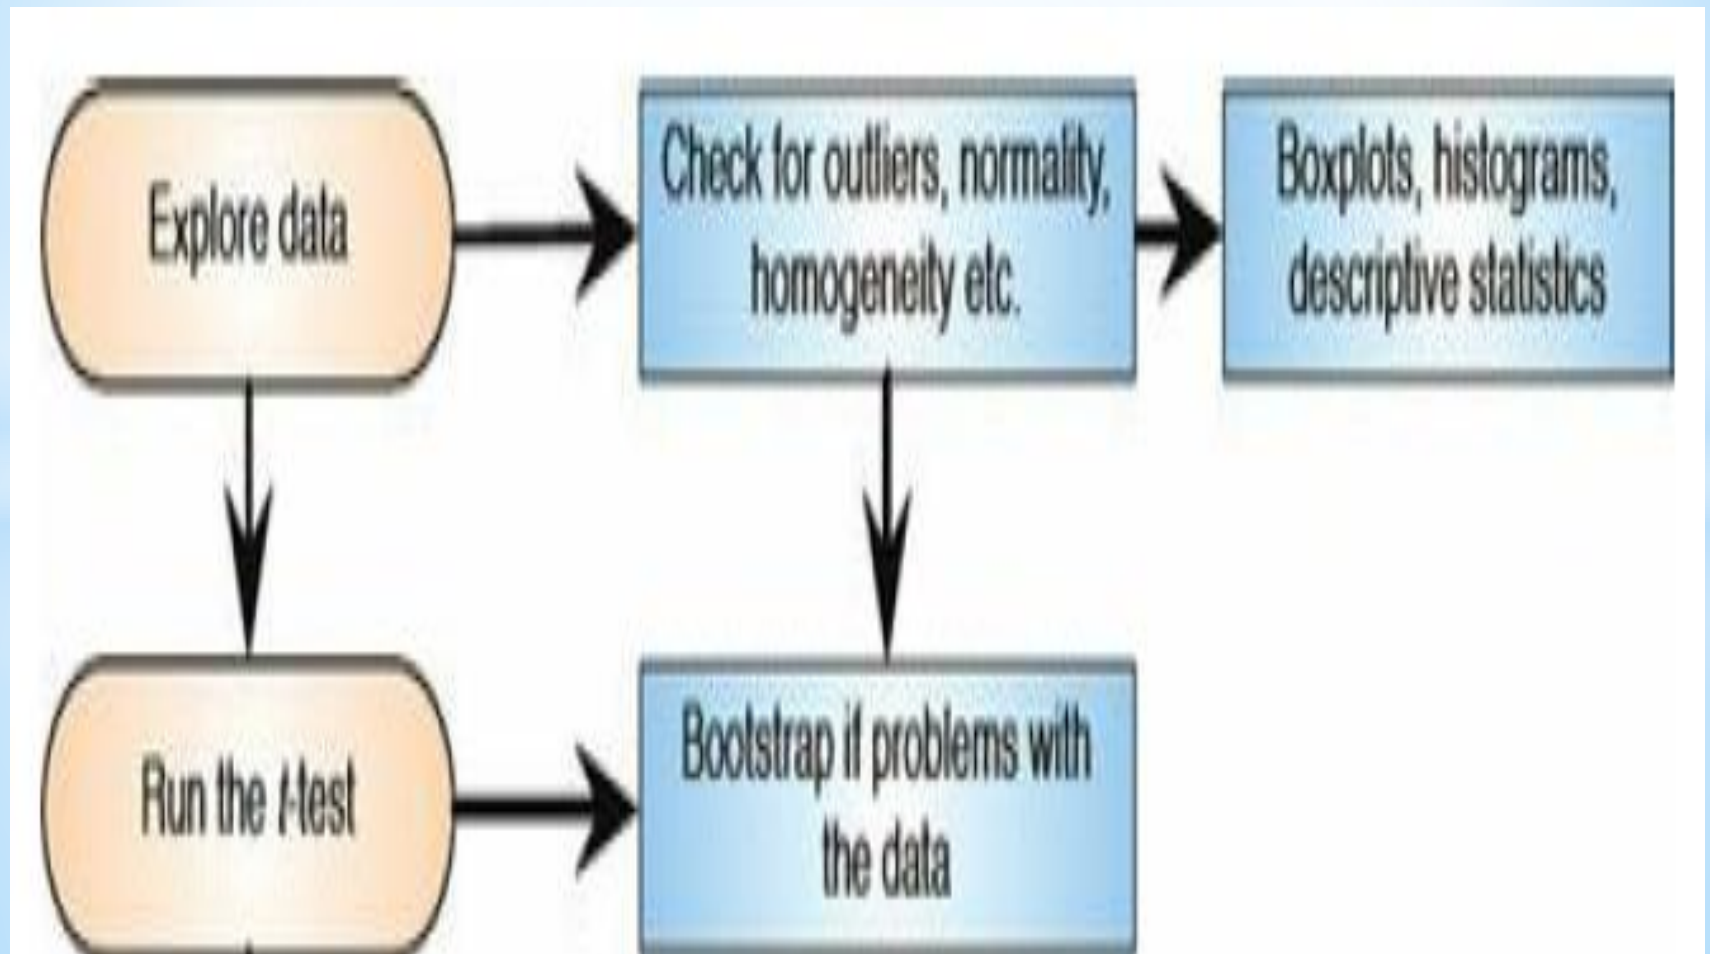 Explore data
Check for outliers, normality,
homogeneity etc.
Boxplots, histograms,
descriptive statistics
Run the t-test
Bootstrap if problems with
the data